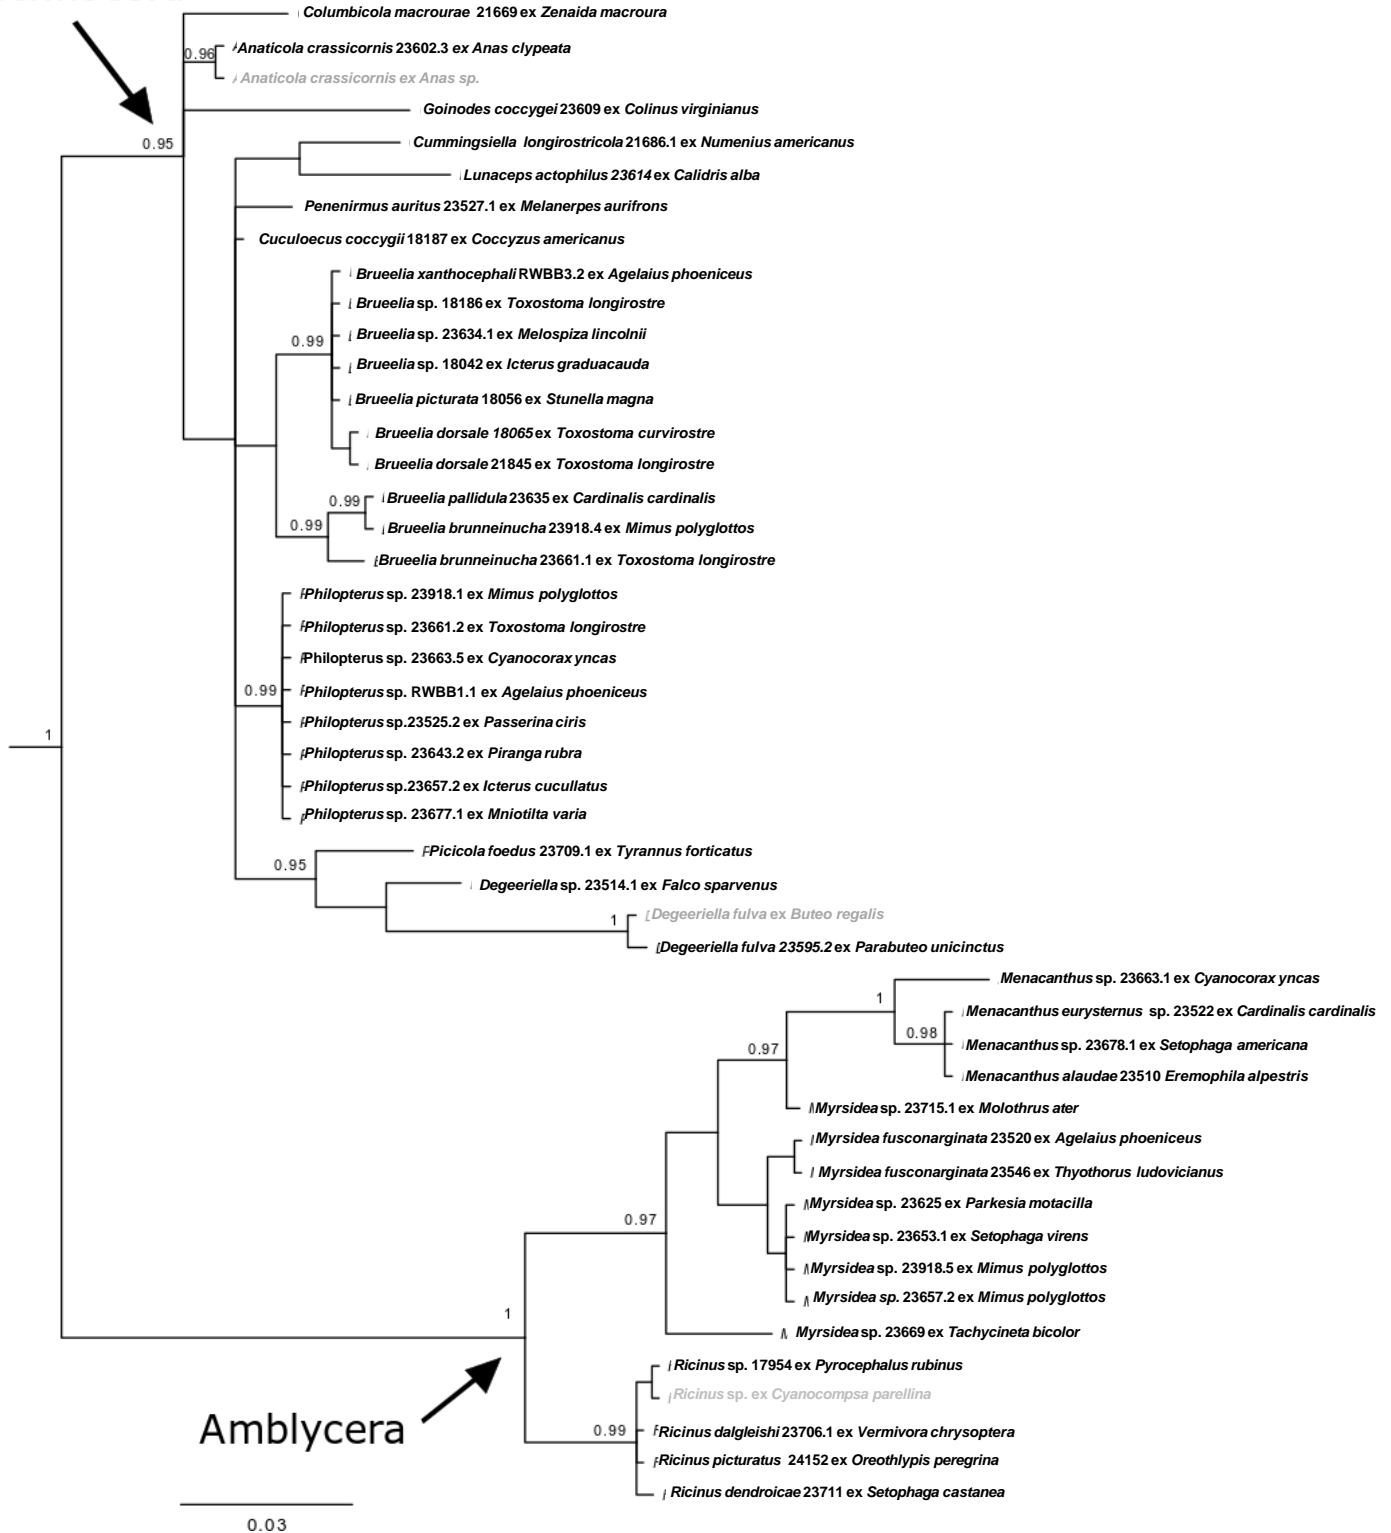 Columbicola macrourae 21669 ex Zenaida macroura
0.96
Anaticola crassicornis 23602.3 ex Anas clypeata
Anaticola crassicornis ex Anas sp.
Goinodes coccygei 23609 ex Colinus virginianus
0.95
Cummingsiella longirostricola 21686.1 ex Numenius americanus
Lunaceps actophilus 23614 ex Calidris alba
Penenirmus auritus 23527.1 ex Melanerpes aurifrons
Cuculoecus coccygii 18187 ex Coccyzus americanus
Brueelia xanthocephali RWBB3.2 ex Agelaius phoeniceus
Brueelia sp. 18186 ex Toxostoma longirostre
0.99
Brueelia sp. 23634.1 ex Melospiza lincolnii
Brueelia sp. 18042 ex Icterus graduacauda
Brueelia picturata 18056 ex Stunella magna
Brueelia dorsale 18065 ex Toxostoma curvirostre
Brueelia dorsale 21845 ex Toxostoma longirostre
0.99
Brueelia pallidula 23635 ex Cardinalis cardinalis
0.99
Brueelia brunneinucha 23918.4 ex Mimus polyglottos
Brueelia brunneinucha 23661.1 ex Toxostoma longirostre
Philopterus sp. 23918.1 ex Mimus polyglottos
Philopterus sp. 23661.2 ex Toxostoma longirostre
Philopterus sp. 23663.5 ex Cyanocorax yncas
0.99
Philopterus sp. RWBB1.1 ex Agelaius phoeniceus
Philopterus sp.23525.2 ex Passerina ciris
1
Philopterus sp. 23643.2 ex Piranga rubra
Philopterus sp.23657.2 ex Icterus cucullatus
Philopterus sp. 23677.1 ex Mniotilta varia
0.95
Picicola foedus 23709.1 ex Tyrannus forticatus
Degeeriella sp. 23514.1 ex Falco sparvenus
1
Degeeriella fulva ex Buteo regalis
Degeeriella fulva 23595.2 ex Parabuteo unicinctus
Menacanthus sp. 23663.1 ex Cyanocorax yncas
1
Menacanthus eurysternus sp. 23522 ex Cardinalis cardinalis
0.98
Menacanthus sp. 23678.1 ex Setophaga americana
0.97
Menacanthus alaudae 23510 Eremophila alpestris
Myrsidea sp. 23715.1 ex Molothrus ater
Myrsidea fusconarginata 23520 ex Agelaius phoeniceus
Myrsidea fusconarginata 23546 ex Thyothorus ludovicianus
Myrsidea sp. 23625 ex Parkesia motacilla
0.97
Myrsidea sp. 23653.1 ex Setophaga virens
Myrsidea sp. 23918.5 ex Mimus polyglottos
Myrsidea sp. 23657.2 ex Mimus polyglottos
1
Myrsidea sp. 23669 ex Tachycineta bicolor
Ricinus sp. 17954 ex Pyrocephalus rubinus
Ricinus sp. ex Cyanocompsa parellina
Amblycera
0.99
Ricinus dalgleishi 23706.1 ex Vermivora chrysoptera
Ricinus picturatus 24152 ex Oreothlypis peregrina
Ricinus dendroicae 23711 ex Setophaga castanea
0.03